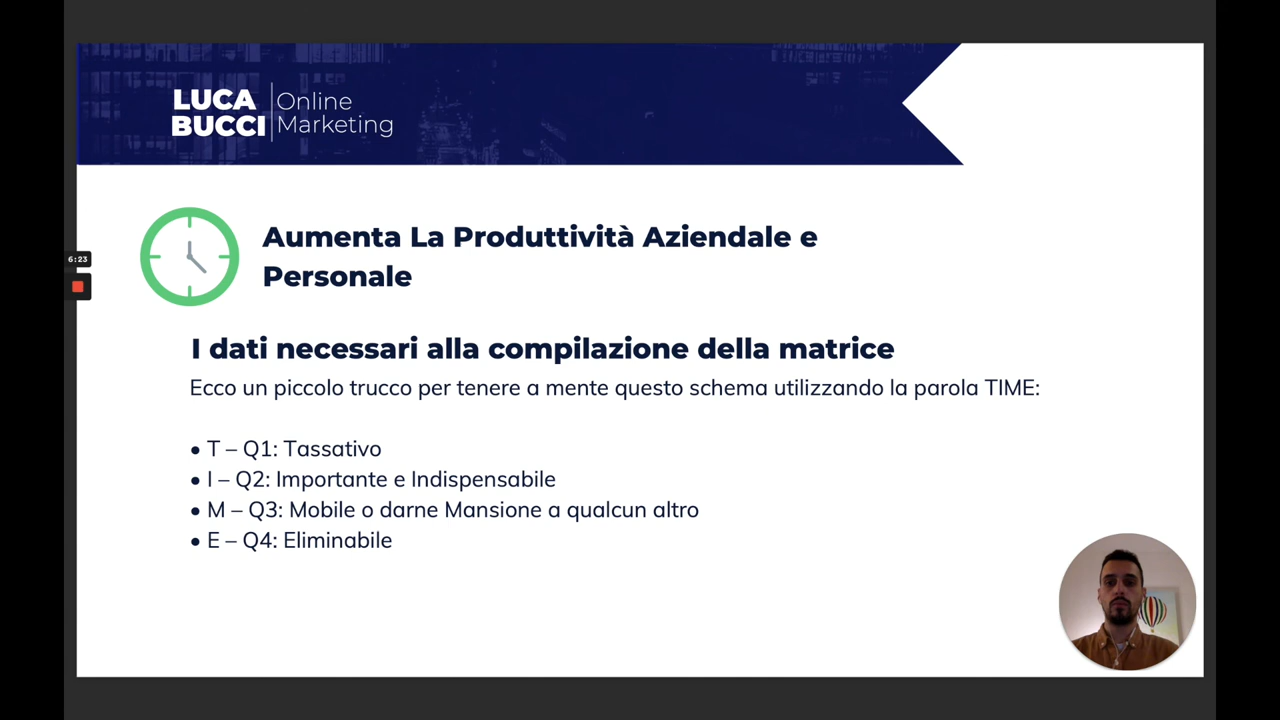 LUCA
BUCCI
Online
Marketing
6:23
Aumenta La Produttività Aziendale e
Personale
I dati necessari alla compilazione della matrice
Ecco un piccolo trucco per tenere a mente questo schema utilizzando la parola TIME:
• T – Q1: Tassativo
• I – Q2: Importante e Indispensabile
• M – Q3: Mobile o darne Mansione a qualcun altro
• E – Q4: Eliminabile